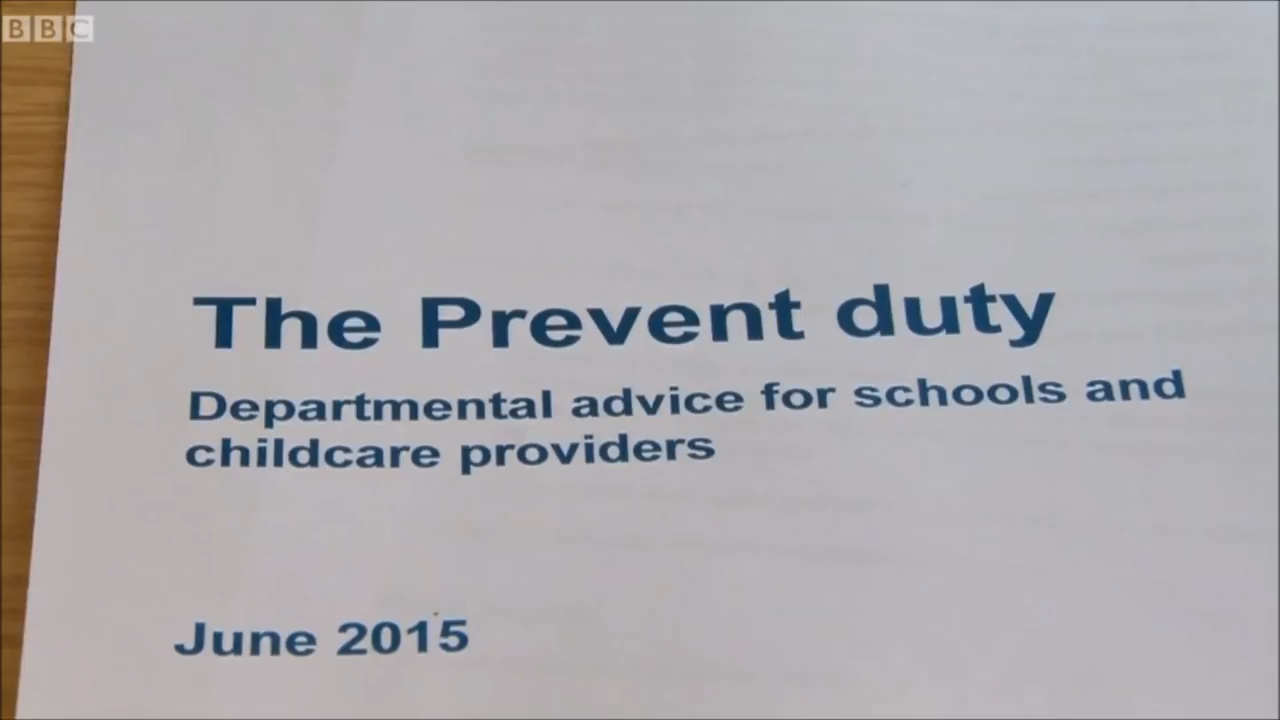 BBC
The Prevent duty
Departmental advice for schools and
childcare providers
June 2015